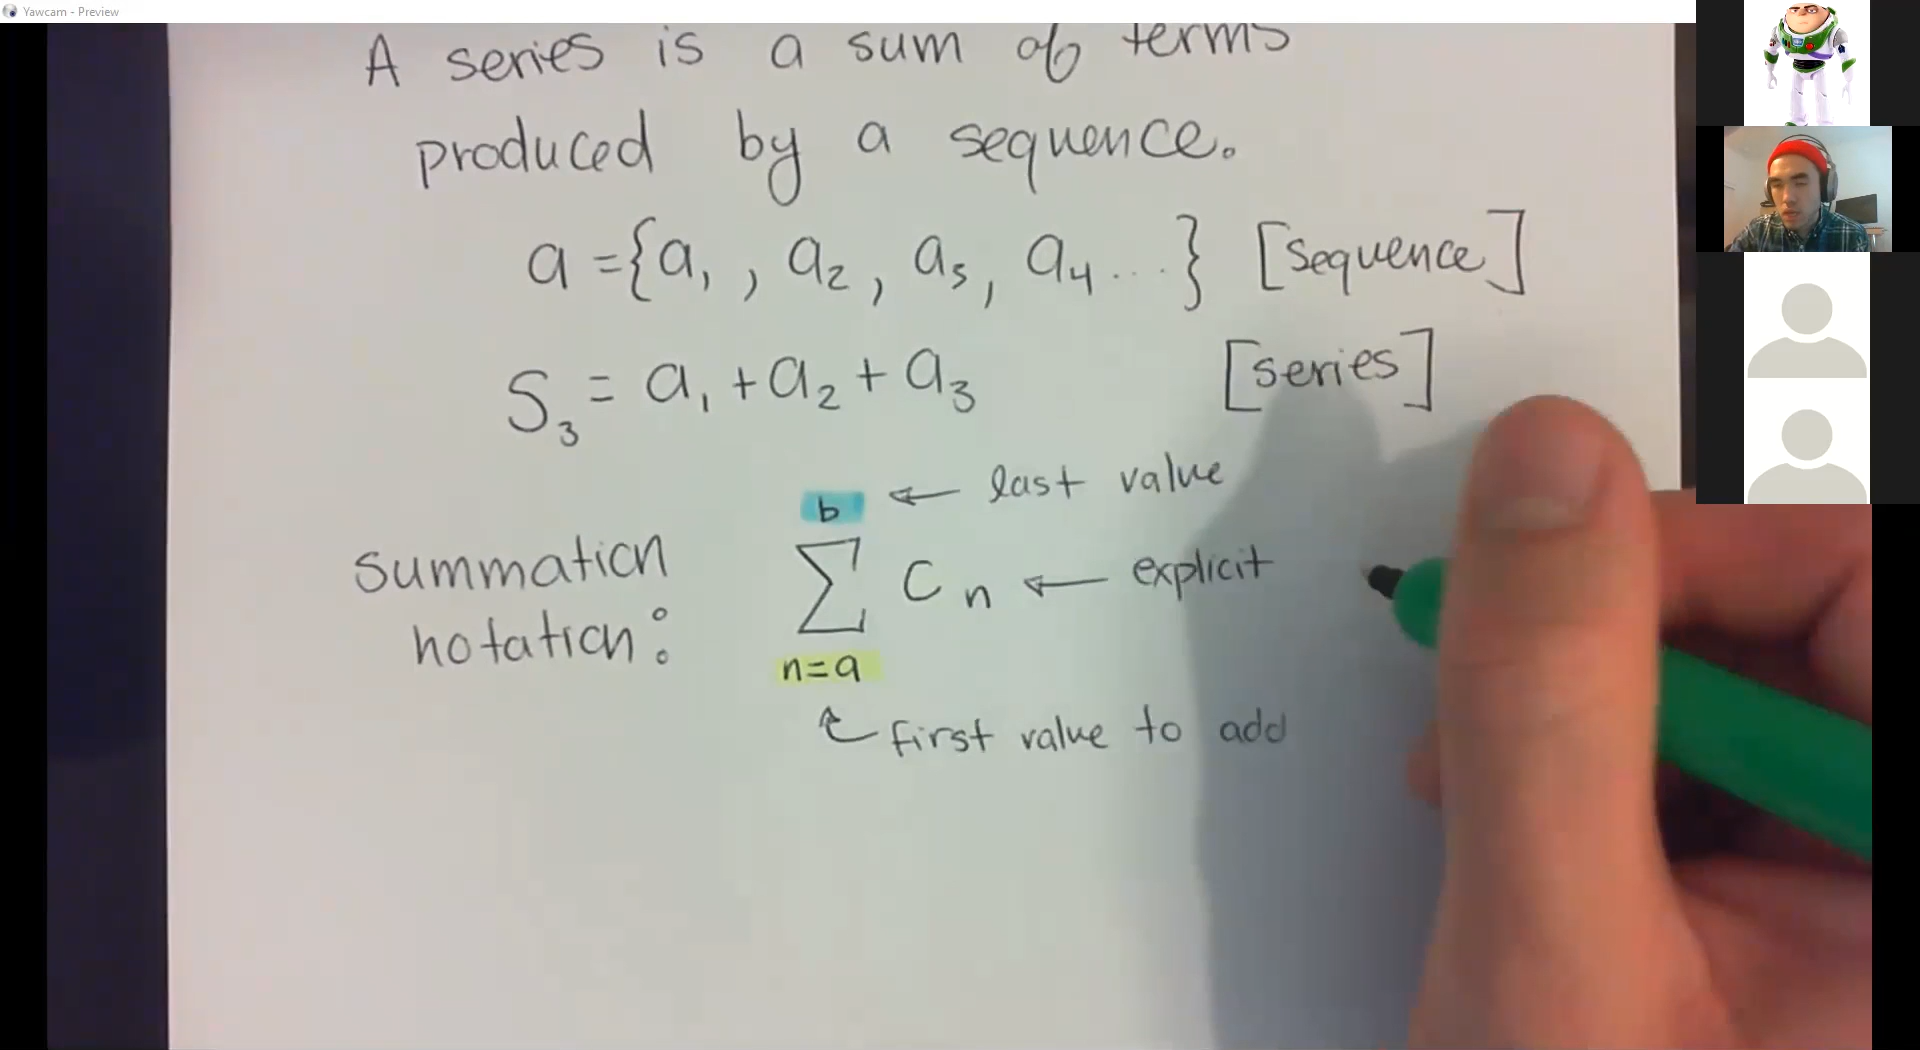 Yawcam - Preview
A series is a sum of terms
produced by a sequence.
a = {a₁, a₂, a₃, a₄ ... } [sequence]
S₃ = a₁ + a₂ + a₃ [series]
b ← last value
summation notation: ∑ Cₙ ← explicit
n=a
first value to add